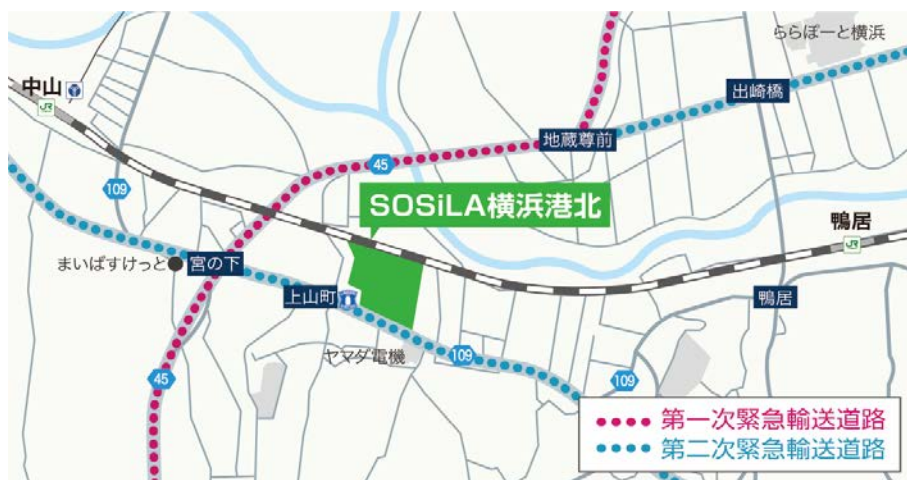 ららぽーと横浜
中山
JR
出崎橋
地蔵尊前
45
109
SOSiLA横浜港北
鴨居
JR
まいばすけっと
宮の下
上山町
鴨居
ヤマダ電機
109
45
109
第一次緊急輸送道路
第二次緊急輸送道路